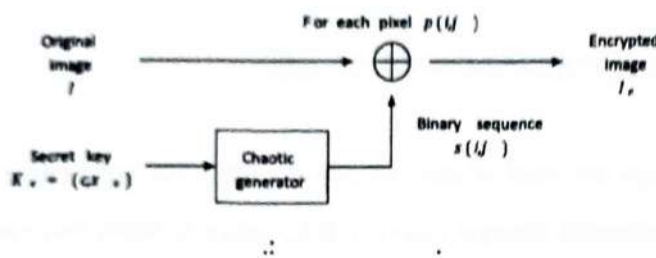 For each pixel p(i,j )
Original
image
I
Encrypted
image
I e
Binary sequence
s(i,j )
Secret key
Chaotic
generator